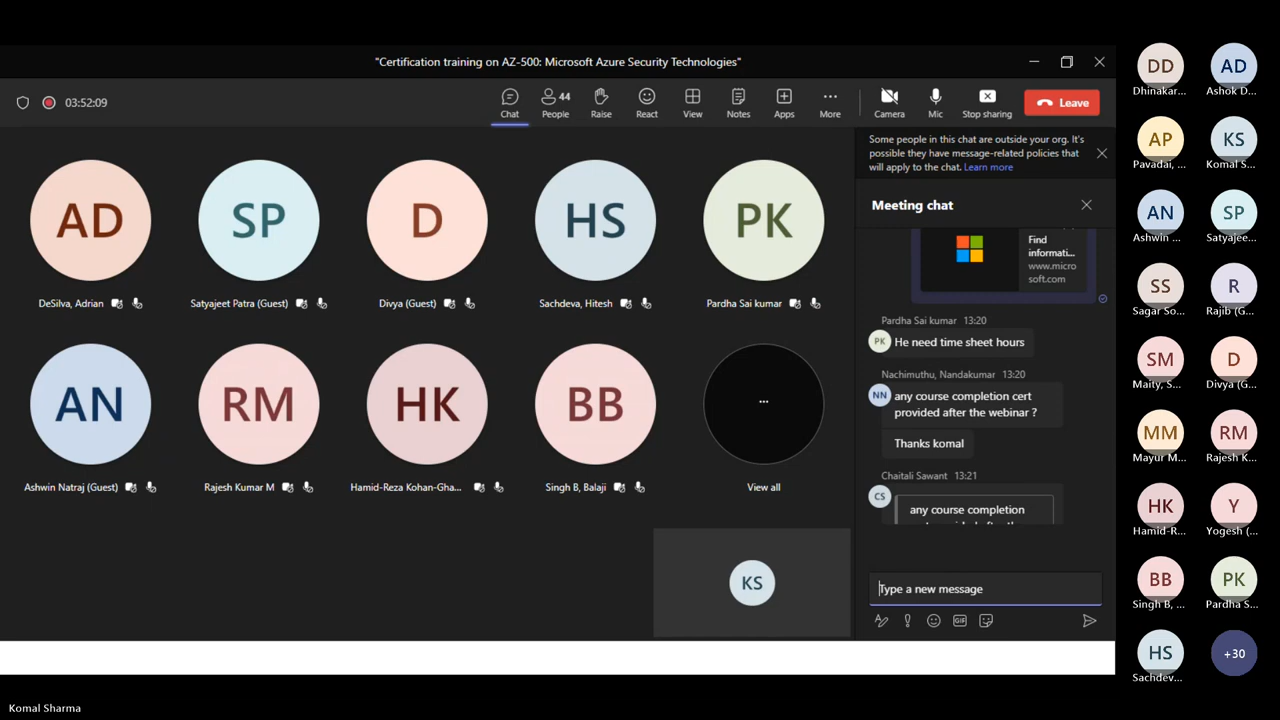 "Certification training on AZ-500: Microsoft Azure Security Technologies"
03:52:09
Chat
44
People
Raise
React
View
Notes
Apps
More
Camera
Mic
Stop sharing
Leave
AD
DeSilva, Adrian
SP
Satyajeet Patra (Guest)
D
Divya (Guest)
HS
Sachdeva, Hitesh
PK
Pardha Sai kumar
AN
Ashwin Natraj (Guest)
RM
Rajesh Kumar M
HK
Hamid-Reza Kohan-Gha...
BB
Singh B, Balaji
...
View all
KS
Some people in this chat are outside your org. It's
possible they have message-related policies that
will apply to the chat. Learn more
Meeting chat
Find
informati...
www.micro
soft.com
Pardha Sai kumar 13:20
PK
He need time sheet hours
Nachimuthu, Nandakumar 13:20
NN
any course completion cert
provided after the webinar ?
Thanks komal
Chaitali Sawant 13:21
CS
any course completion
Type a new message
GIF
DD
Dhinakar...
AD
Ashok D...
AP
Pavadai, ...
KS
Komal S...
AN
Ashwin ...
SP
Satyajee...
SS
Sagar So...
R
Rajib (G...
SM
Maity, S...
D
Divya (G...
MM
Mayur M...
RM
Rajesh K...
HK
Hamid-R...
Y
Yogesh (...
BB
Singh B, ...
PK
Pardha S...
HS
Sachdev...
+30
Komal Sharma